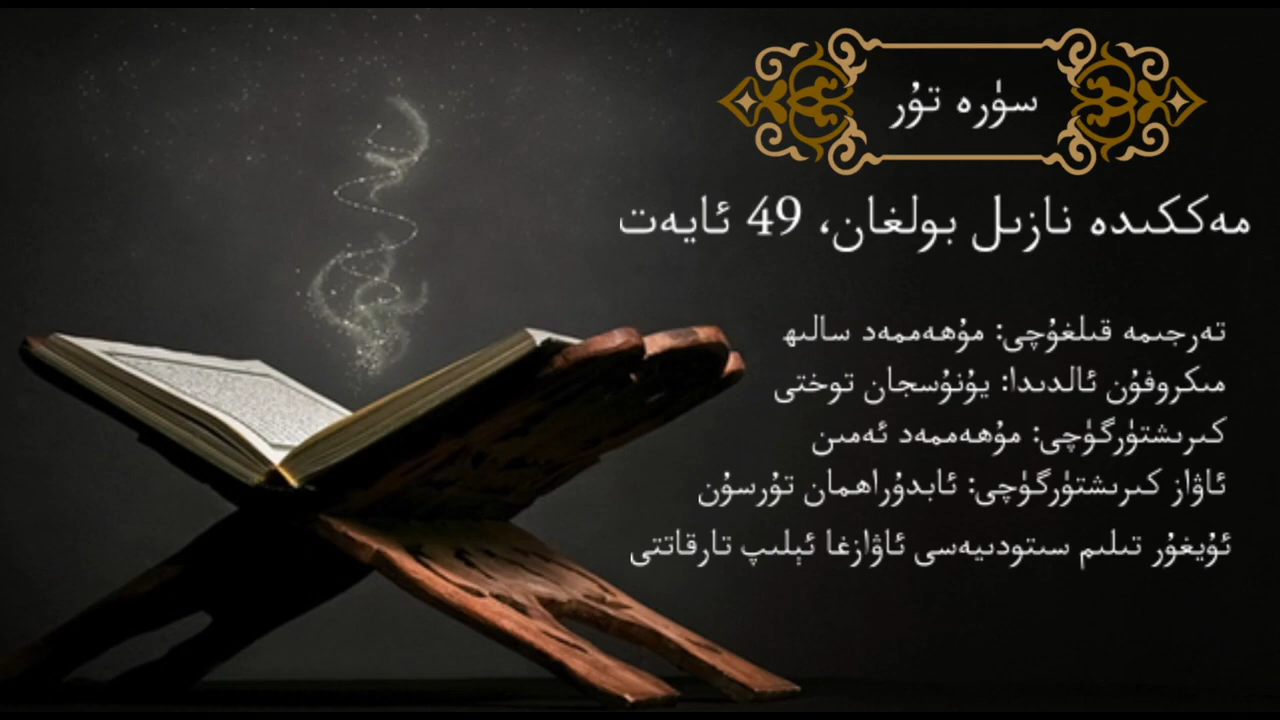 سۈرە تۇر
مەككىدە نازىل بولغان، 49 ئايەت
تەرجىمە قىلغۇچى: مۇھەممەد سالىھ
مىكروفۇن ئالدىدا: يۇنۇسجان توختى
كىرىشتۈرگۈچى: مۇھەممەد ئەمىن
ئاۋاز كىرىشتۈرگۈچى: ئابدۇراھمان تۇرسۇن
ئۇيغۇر تىلىم سىتودىيەسى ئاۋازغا ئېلىپ تارقاتتى